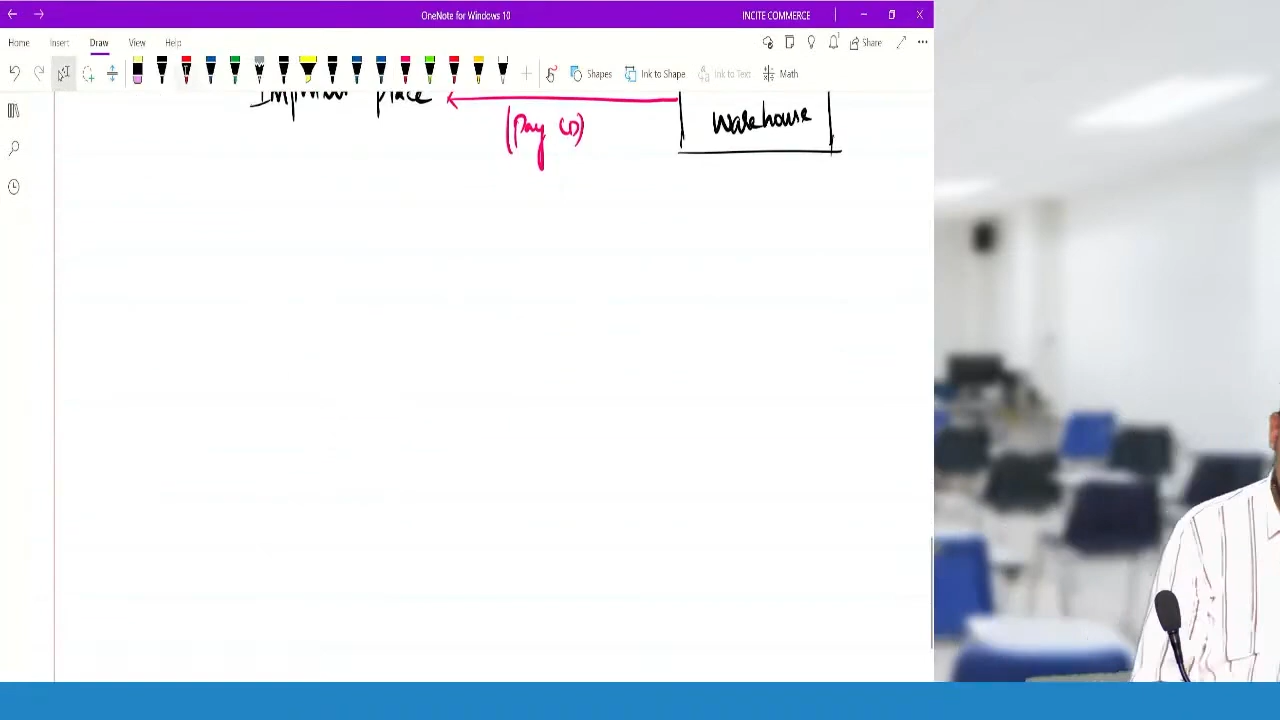 OneNote for Windows 10
INCITE COMMERCE
Home Insert Draw View Help
Share
Shapes Ink to Shape Ink to Text Math
place
(Pay CD)
warehouse